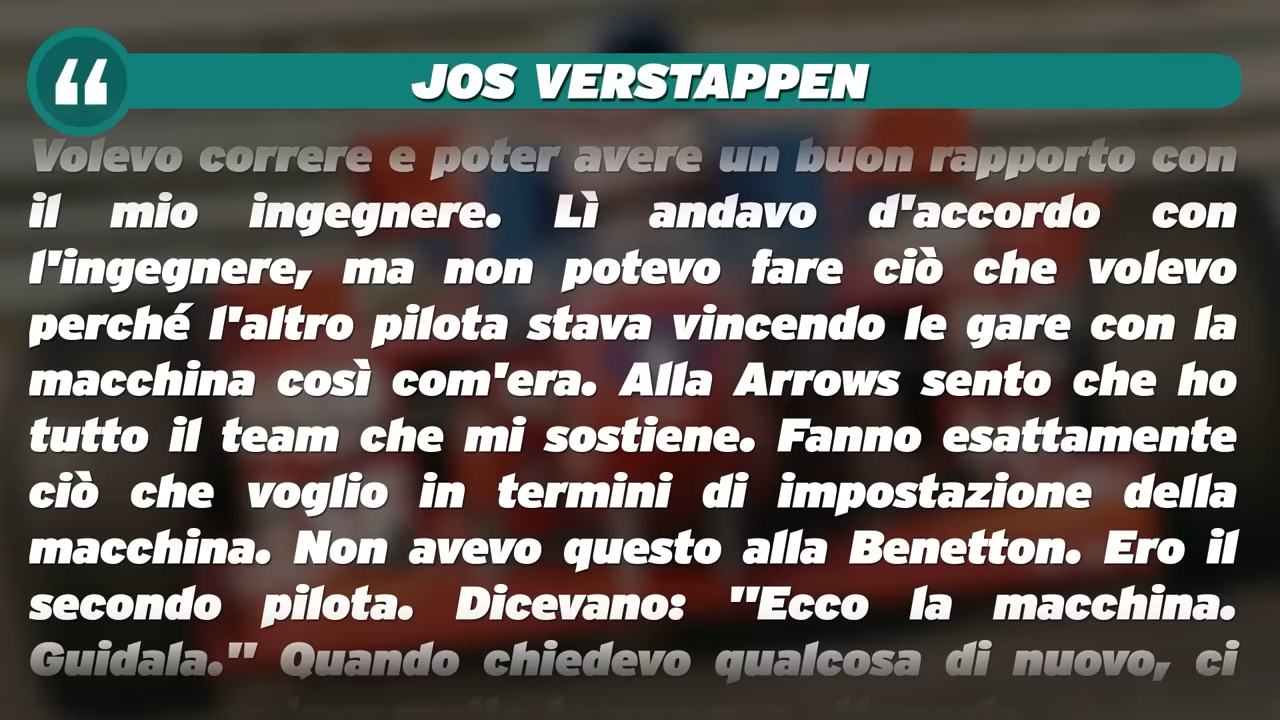 “
JOS VERSTAPPEN
Volevo correre e poter avere un buon rapporto con
il mio ingegnere. Lì andavo d'accordo con
l'ingegnere, ma non potevo fare ciò che volevo
perché l'altro pilota stava vincendo le gare con la
macchina così com'era. Alla Arrows sento che ho
tutto il team che mi sostiene. Fanno esattamente
ciò che voglio in termini di impostazione della
macchina. Non avevo questo alla Benetton. Ero il
secondo pilota. Dicevano: "Ecco la macchina.
Guidala." Quando chiedevo qualcosa di nuovo, ci